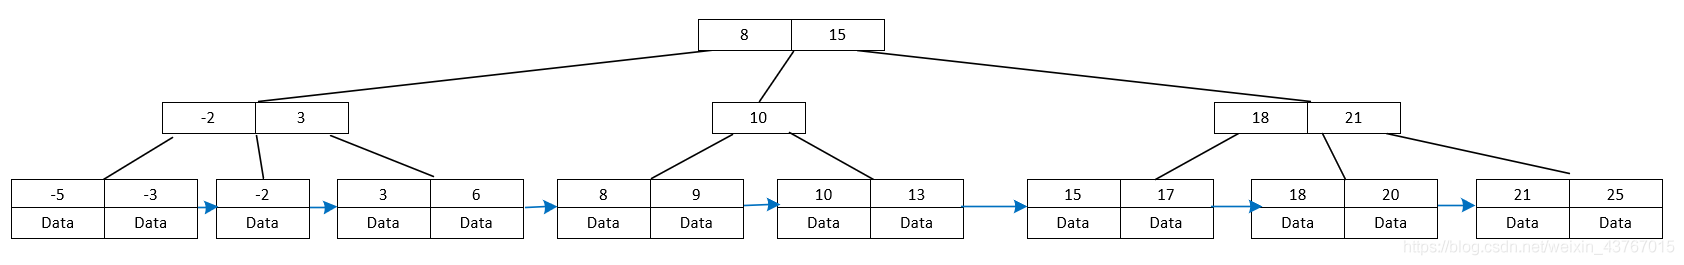 8 15
-2 3
10
18 21
-5 -3
Data Data
-2
Data
3 6
Data Data
8 9
Data Data
10 13
Data Data
15 17
Data Data
18 20
Data Data
21 25
Data Data
https://blog.csdn.net/weixin_43767015